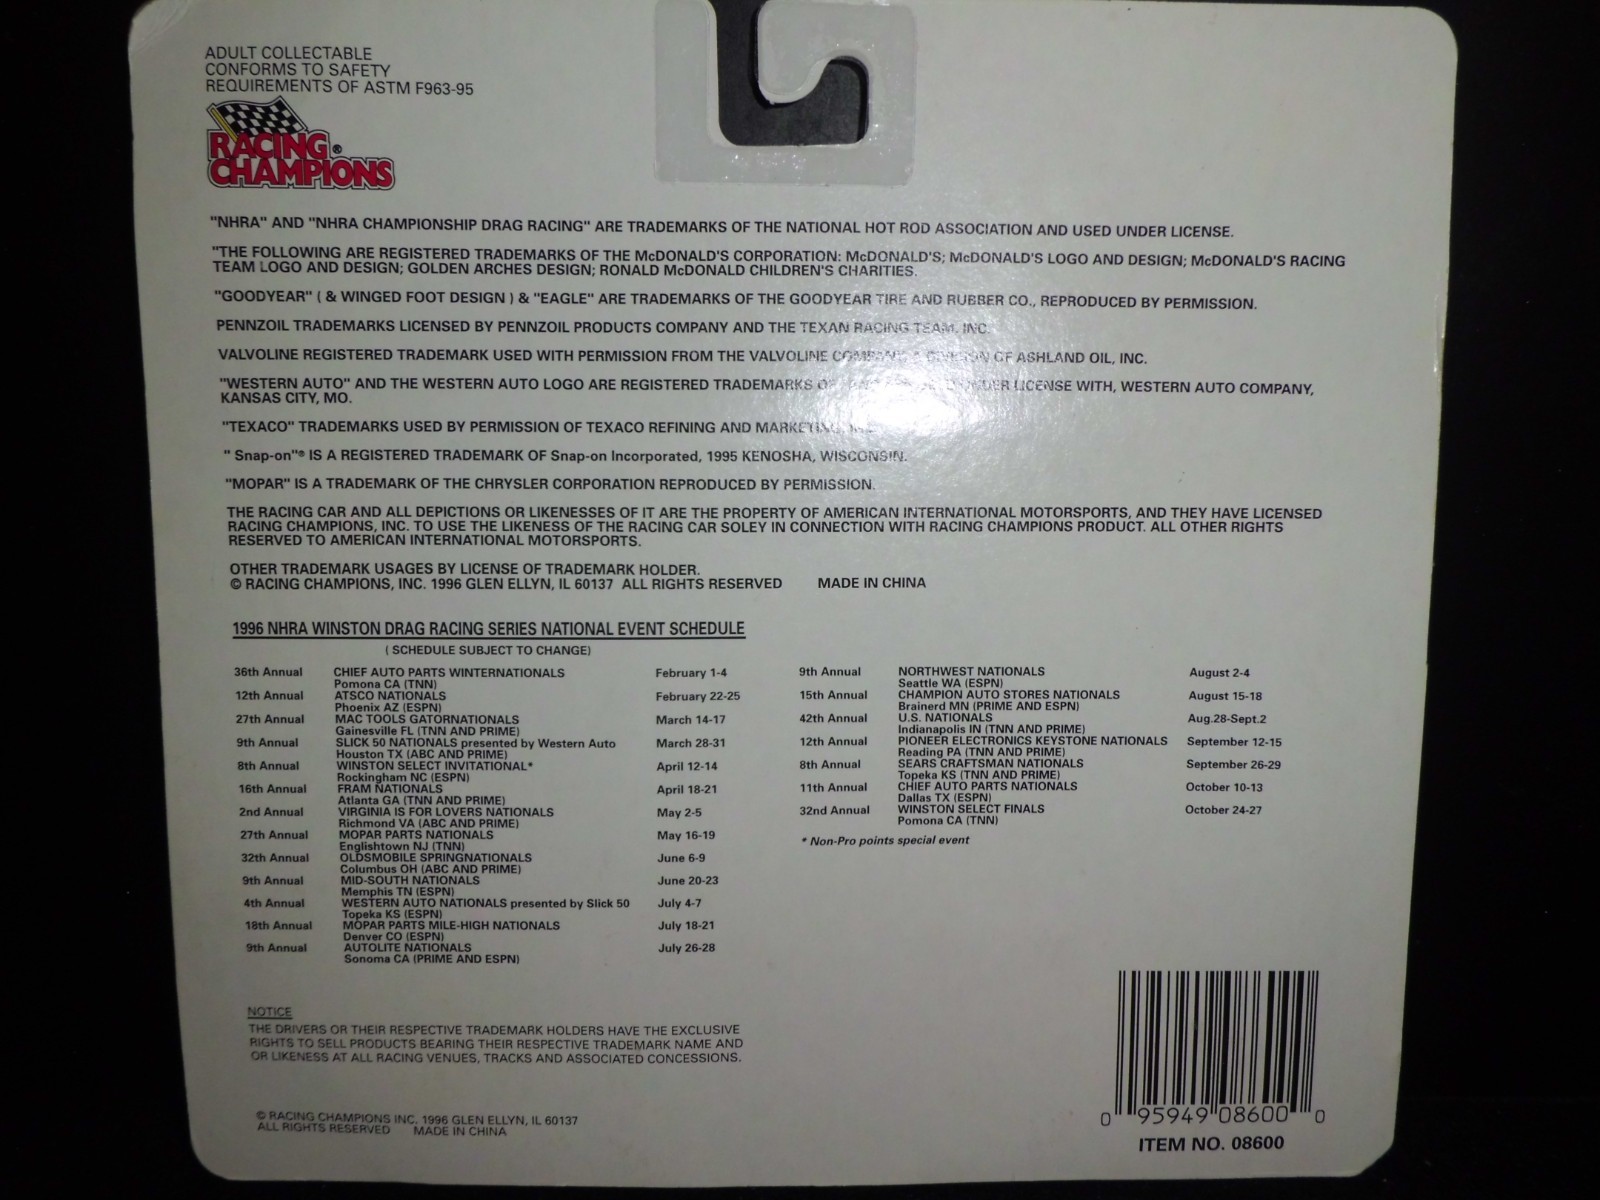 ADULT COLLECTABLE
CONFORMS TO SAFETY
REQUIREMENTS OF ASTM F963-95
RACING®
CHAMPIONS
"NHRA" AND "NHRA CHAMPIONSHIP DRAG RACING" ARE TRADEMARKS OF THE NATIONAL HOT ROD ASSOCIATION AND USED UNDER LICENSE.
"THE FOLLOWING ARE REGISTERED TRADEMARKS OF THE McDONALD'S CORPORATION: McDONALD'S; McDONALD'S LOGO AND DESIGN; McDONALD'S RACING
TEAM LOGO AND DESIGN; GOLDEN ARCHES DESIGN; RONALD McDONALD CHILDREN'S CHARITIES.
"GOODYEAR" ( & WINGED FOOT DESIGN ) & "EAGLE" ARE TRADEMARKS OF THE GOODYEAR TIRE AND RUBBER CO., REPRODUCED BY PERMISSION.
PENNZOIL TRADEMARKS LICENSED BY PENNZOIL PRODUCTS COMPANY AND THE TEXAN RACING TEAM, INC.
VALVOLINE REGISTERED TRADEMARK USED WITH PERMISSION FROM THE VALVOLINE COMPANY A DIVISION OF ASHLAND OIL, INC.
"WESTERN AUTO" AND THE WESTERN AUTO LOGO ARE REGISTERED TRADEMARKS OF UNDER LICENSE WITH, WESTERN AUTO COMPANY,
KANSAS CITY, MO.
"TEXACO" TRADEMARKS USED BY PERMISSION OF TEXACO REFINING AND MARKETING, INC.
" Snap-on"® IS A REGISTERED TRADEMARK OF Snap-on Incorporated, 1995 KENOSHA, WISCONSIN.
"MOPAR" IS A TRADEMARK OF THE CHRYSLER CORPORATION REPRODUCED BY PERMISSION.
THE RACING CAR AND ALL DEPICTIONS OR LIKENESSES OF IT ARE THE PROPERTY OF AMERICAN INTERNATIONAL MOTORSPORTS, AND THEY HAVE LICENSED
RACING CHAMPIONS, INC. TO USE THE LIKENESS OF THE RACING CAR SOLEY IN CONNECTION WITH RACING CHAMPIONS PRODUCT. ALL OTHER RIGHTS
RESERVED TO AMERICAN INTERNATIONAL MOTORSPORTS.
OTHER TRADEMARK USAGES BY LICENSE OF TRADEMARK HOLDER.
© RACING CHAMPIONS, INC. 1996 GLEN ELLYN, IL 60137 ALL RIGHTS RESERVED MADE IN CHINA
1996 NHRA WINSTON DRAG RACING SERIES NATIONAL EVENT SCHEDULE
( SCHEDULE SUBJECT TO CHANGE)
36th Annual CHIEF AUTO PARTS WINTERNATIONALS February 1-4
Pomona CA (TNN)
12th Annual ATSCO NATIONALS February 22-25
Phoenix AZ (ESPN)
27th Annual MAC TOOLS GATORNATIONALS March 14-17
Gainesville FL (TNN AND PRIME)
9th Annual SLICK 50 NATIONALS presented by Western Auto March 28-31
Houston TX (ABC AND PRIME)
8th Annual WINSTON SELECT INVITATIONAL* April 12-14
Rockingham NC (ESPN)
16th Annual FRAM NATIONALS April 18-21
Atlanta GA (TNN AND PRIME)
2nd Annual VIRGINIA IS FOR LOVERS NATIONALS May 2-5
Richmond VA (ABC AND PRIME)
27th Annual MOPAR PARTS NATIONALS May 16-19
Englishtown NJ (TNN)
32th Annual OLDSMOBILE SPRINGNATIONALS June 6-9
Columbus OH (ABC AND PRIME)
9th Annual MID-SOUTH NATIONALS June 20-23
Memphis TN (ESPN)
4th Annual WESTERN AUTO NATIONALS presented by Slick 50 July 4-7
Topeka KS (ESPN)
18th Annual MOPAR PARTS MILE-HIGH NATIONALS July 18-21
Denver CO (ESPN)
9th Annual AUTOLITE NATIONALS July 26-28
Sonoma CA (PRIME AND ESPN)
9th Annual NORTHWEST NATIONALS August 2-4
Seattle WA (ESPN)
15th Annual CHAMPION AUTO STORES NATIONALS August 15-18
Brainerd MN (PRIME AND ESPN)
42th Annual U.S. NATIONALS Aug.28-Sept.2
Indianapolis IN (TNN AND PRIME)
12th Annual PIONEER ELECTRONICS KEYSTONE NATIONALS September 12-15
Reading PA (TNN AND PRIME)
8th Annual SEARS CRAFTSMAN NATIONALS September 26-29
Topeka KS (TNN AND PRIME)
11th Annual CHIEF AUTO PARTS NATIONALS October 10-13
Dallas TX (ESPN)
32nd Annual WINSTON SELECT FINALS October 24-27
Pomona CA (TNN)
* Non-Pro points special event
NOTICE
THE DRIVERS OR THEIR RESPECTIVE TRADEMARK HOLDERS HAVE THE EXCLUSIVE
RIGHTS TO SELL PRODUCTS BEARING THEIR RESPECTIVE TRADEMARK NAME AND
OR LIKENESS AT ALL RACING VENUES, TRACKS AND ASSOCIATED CONCESSIONS.
© RACING CHAMPIONS INC. 1996 GLEN ELLYN, IL 60137
ALL RIGHTS RESERVED MADE IN CHINA
0 95949 08600 0
ITEM NO. 08600